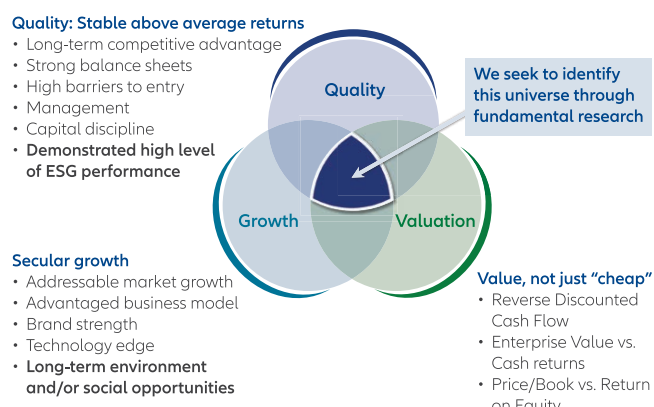 Quality: Stable above average returns
• Long-term competitive advantage
• Strong balance sheets
• High barriers to entry
• Management
• Capital discipline
• Demonstrated high level
of ESG performance
Quality
We seek to identify
this universe through
fundamental research
Growth
Valuation
Secular growth
• Addressable market growth
• Advantaged business model
• Brand strength
• Technology edge
• Long-term environment
and/or social opportunities
Value, not just “cheap”
• Reverse Discounted
Cash Flow
• Enterprise Value vs.
Cash returns
• Price/Book vs. Return
on Equity